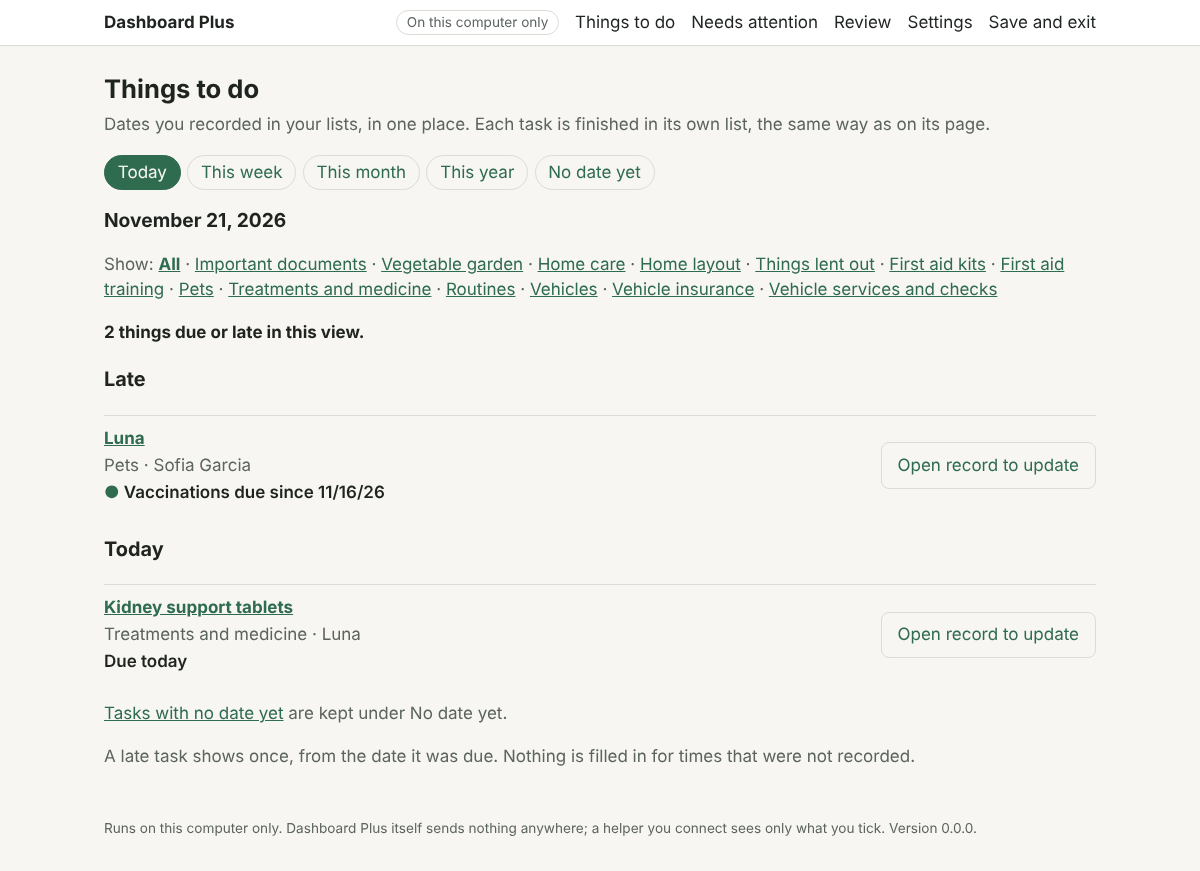 Dashboard Plus
On this computer only
Things to do
Needs attention
Review
Settings
Save and exit
Things to do
Dates you recorded in your lists, in one place. Each task is finished in its own list, the same way as on its page.
Today
This week
This month
This year
No date yet
November 21, 2026
Show: All · Important documents · Vegetable garden · Home care · Home layout · Things lent out · First aid kits · First aid
training · Pets · Treatments and medicine · Routines · Vehicles · Vehicle insurance · Vehicle services and checks
2 things due or late in this view.
Late
Luna
Pets · Sofia Garcia
Vaccinations due since 11/16/26
Open record to update
Today
Kidney support tablets
Treatments and medicine · Luna
Due today
Open record to update
Tasks with no date yet are kept under No date yet.
A late task shows once, from the date it was due. Nothing is filled in for times that were not recorded.
Runs on this computer only. Dashboard Plus itself sends nothing anywhere; a helper you connect sees only what you tick. Version 0.0.0.